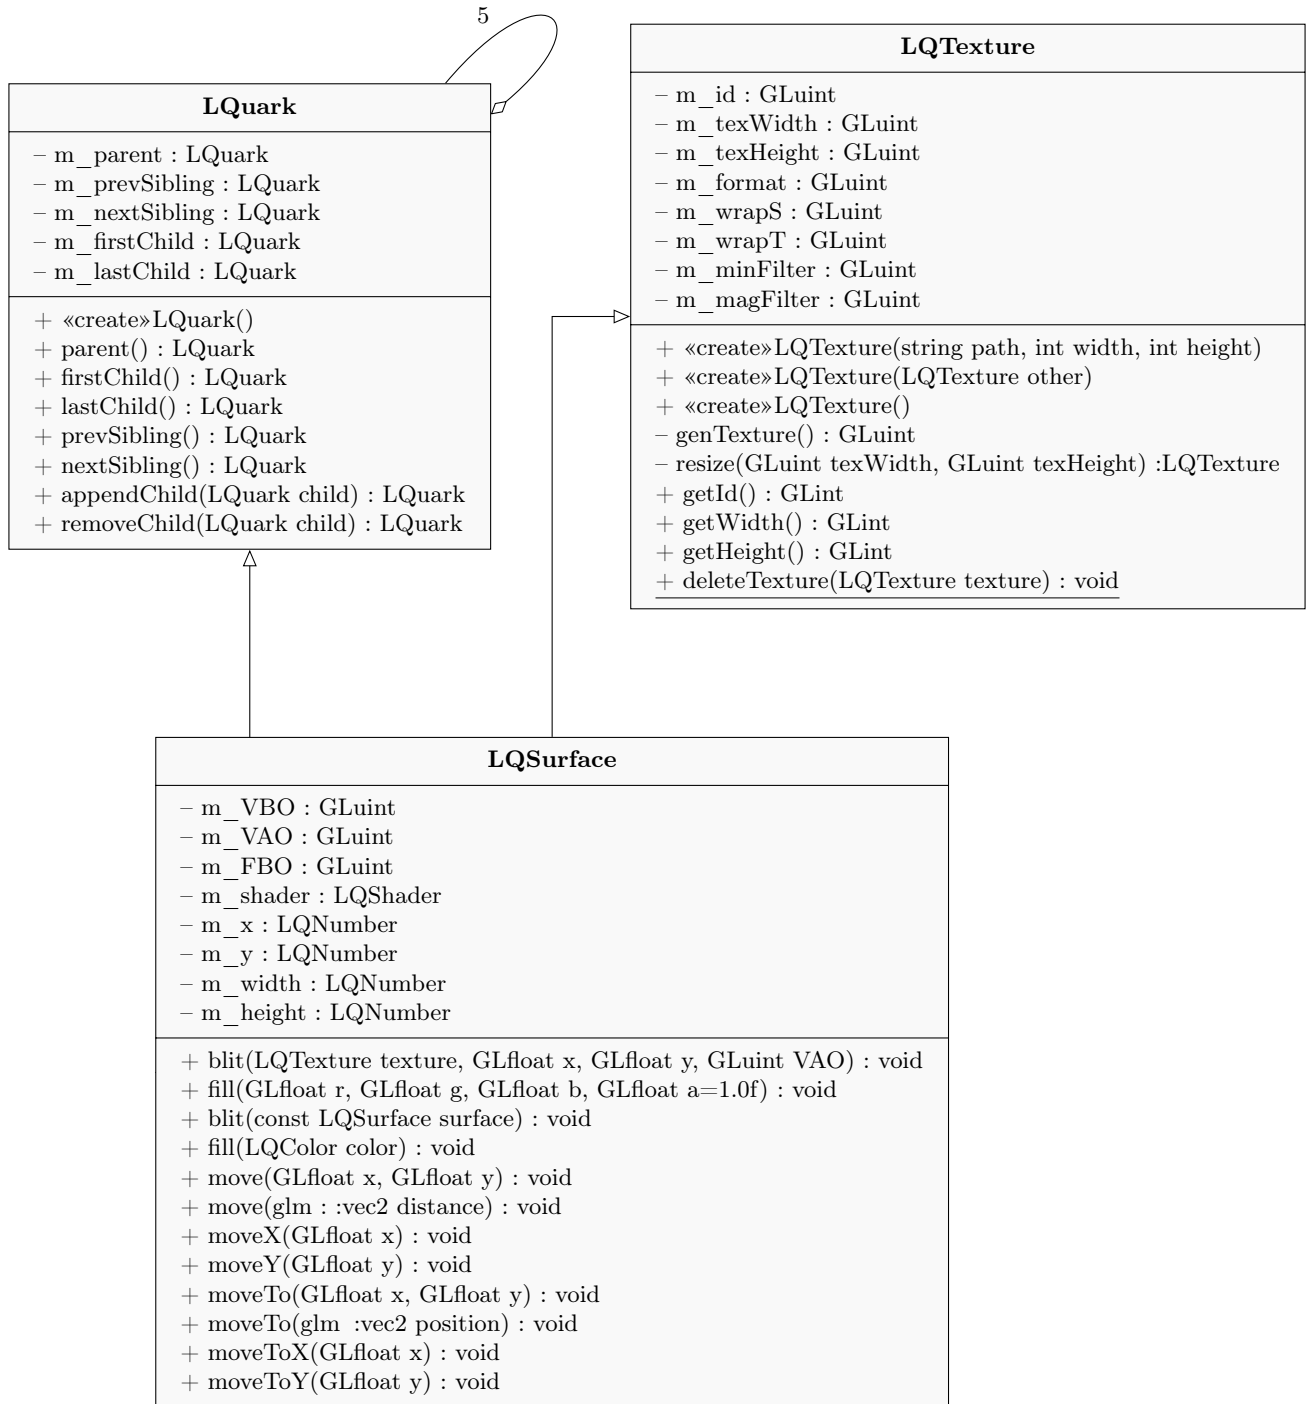 5
LQuark
– m_parent : LQuark
– m_prevSibling : LQuark
– m_nextSibling : LQuark
– m_firstChild : LQuark
– m_lastChild : LQuark
+ «create»LQuark()
+ parent() : LQuark
+ firstChild() : LQuark
+ lastChild() : LQuark
+ prevSibling() : LQuark
+ nextSibling() : LQuark
+ appendChild(LQuark child) : LQuark
+ removeChild(LQuark child) : LQuark
LQTexture
– m_id : GLuint
– m_texWidth : GLuint
– m_texHeight : GLuint
– m_format : GLuint
– m_wrapS : GLuint
– m_wrapT : GLuint
– m_minFilter : GLuint
– m_magFilter : GLuint
+ «create»LQTexture(string path, int width, int height)
+ «create»LQTexture(LQTexture other)
+ «create»LQTexture()
– genTexture() : GLuint
– resize(GLuint texWidth, GLuint texHeight) :LQTexture
+ getId() : GLint
+ getWidth() : GLint
+ getHeight() : GLint
+ deleteTexture(LQTexture texture) : void
LQSurface
– m_VBO : GLuint
– m_VAO : GLuint
– m_FBO : GLuint
– m_shader : LQShader
– m_x : LQNumber
– m_y : LQNumber
– m_width : LQNumber
– m_height : LQNumber
+ blit(LQTexture texture, GLfloat x, GLfloat y, GLuint VAO) : void
+ fill(GLfloat r, GLfloat g, GLfloat b, GLfloat a=1.0f) : void
+ blit(const LQSurface surface) : void
+ fill(LQColor color) : void
+ move(GLfloat x, GLfloat y) : void
+ move(glm : :vec2 distance) : void
+ moveX(GLfloat x) : void
+ moveY(GLfloat y) : void
+ moveTo(GLfloat x, GLfloat y) : void
+ moveTo(glm :vec2 position) : void
+ moveToX(GLfloat x) : void
+ moveToY(GLfloat y) : void